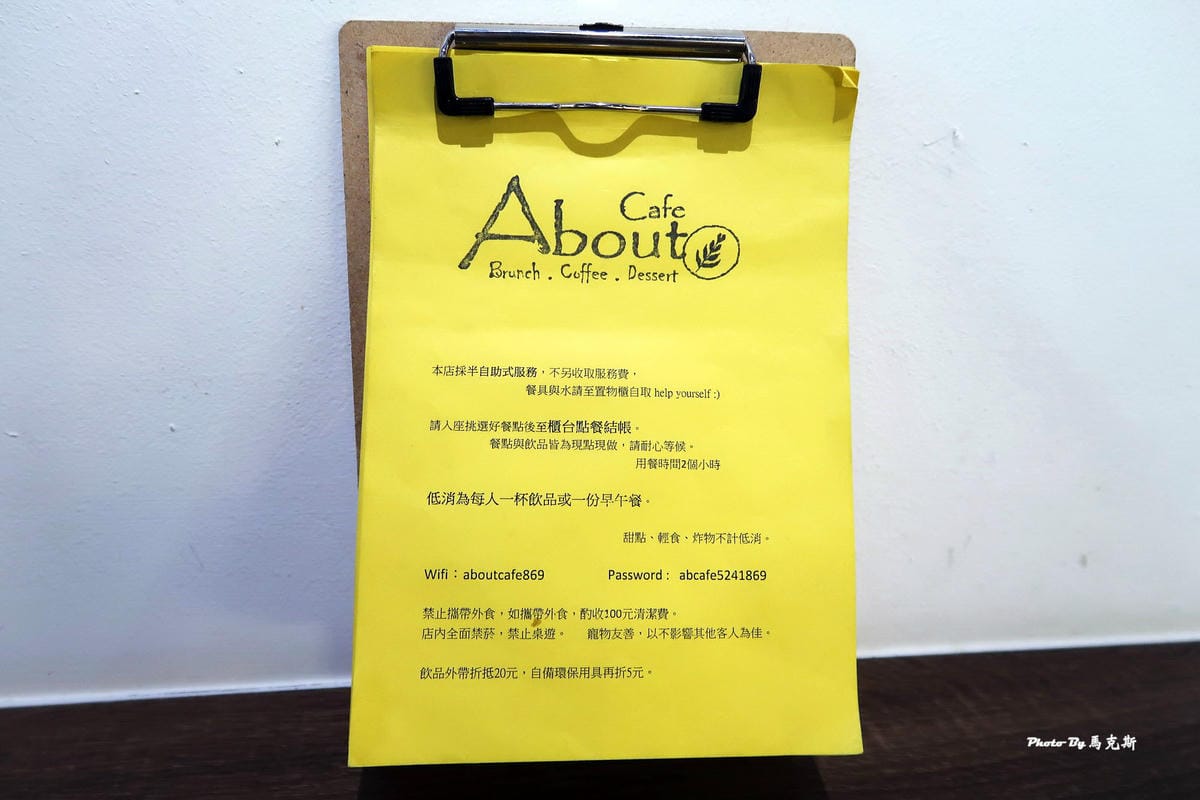 Cafe
About
Brunch . Coffee . Dessert
本店採半自助式服務，不另收取服務費，
餐具與水請至置物櫃自取 help yourself :)
請入座挑選好餐點後至櫃台點餐結帳。
餐點與飲品皆為現點現做，請耐心等候。
用餐時間2個小時
低消為每人一杯飲品或一份早午餐。
甜點、輕食、炸物不計低消。
Wifi：aboutcafe869 Password： abcafe5241869
禁止攜帶外食，如攜帶外食，酌收100元清潔費。
店內全面禁菸，禁止桌遊。 寵物友善，以不影響其他客人為佳。
飲品外帶折抵20元，自備環保用具再折5元。
Photo By 馬克斯